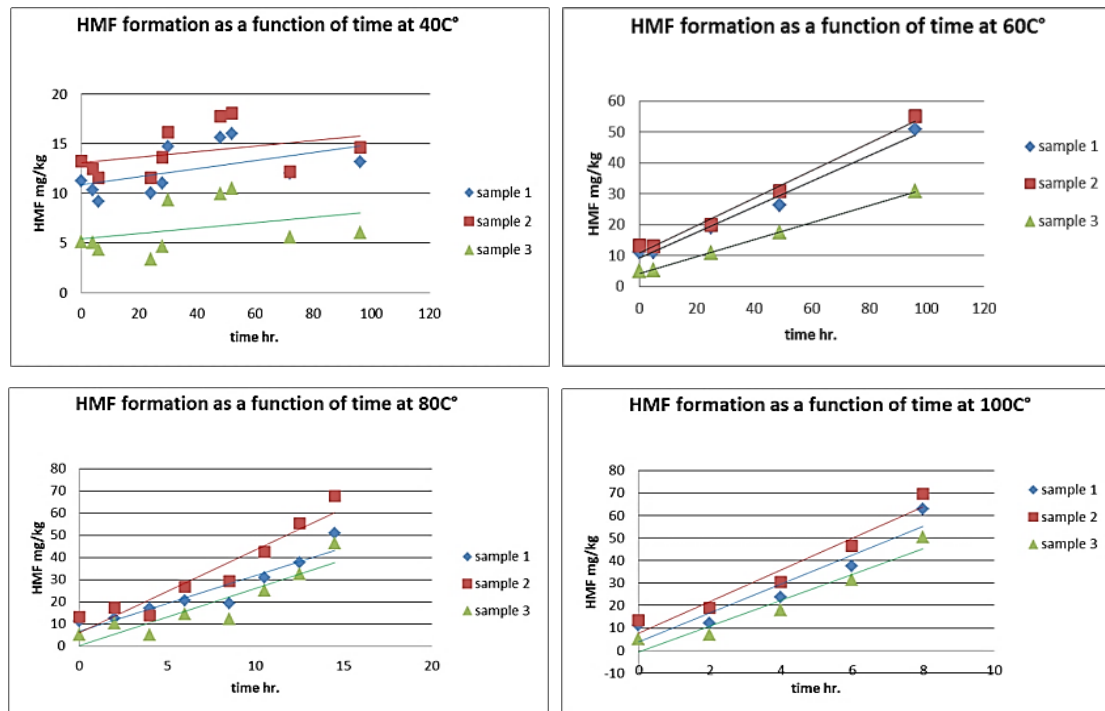 HMF formation as a function of time at 40C°
20
15
10
5
0
HMF mg/kg
0 20 40 60 80 100 120
time hr.
sample 1
sample 2
sample 3
HMF formation as a function of time at 60C°
60
50
40
30
20
10
0
HMF mg/kg
0 20 40 60 80 100 120
time hr.
sample 1
sample 2
sample 3
HMF formation as a function of time at 80C°
80
70
60
50
40
30
20
10
0
HMF mg/kg
0 5 10 15 20
time hr.
sample 1
sample 2
sample 3
HMF formation as a function of time at 100C°
80
70
60
50
40
30
20
10
0
-10
HMF mg/kg
0 2 4 6 8 10
time hr.
sample 1
sample 2
sample 3